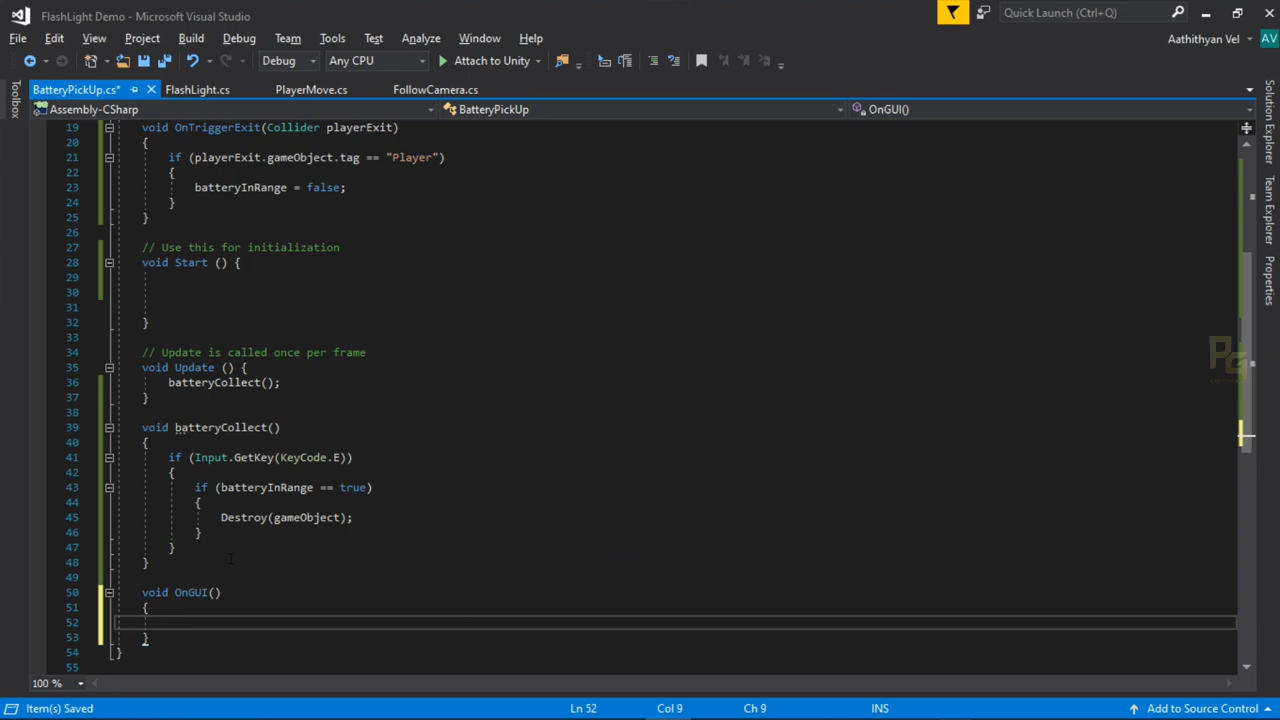 FlashLight Demo - Microsoft Visual Studio
Quick Launch (Ctrl+Q)
File Edit View Project Build Debug Team Tools Test Analyze Window Help
Aathithyan Vel AV
Debug Any CPU Attach to Unity
BatteryPickUp.cs* FlashLight.cs PlayerMove.cs FollowCamera.cs
Toolbox
Assembly-CSharp BatteryPickUp OnGUI()
Solution Explorer
Team Explorer
Properties
19 void OnTriggerExit(Collider playerExit)
20 {
21 if (playerExit.gameObject.tag == "Player")
22 {
23 batteryInRange = false;
24 }
25 }
26
27 // Use this for initialization
28 void Start () {
29
30
31
32 }
33
34 // Update is called once per frame
35 void Update () {
36 batteryCollect();
37 }
38
39 void batteryCollect()
40 {
41 if (Input.GetKey(KeyCode.E))
42 {
43 if (batteryInRange == true)
44 {
45 Destroy(gameObject);
46 }
47 }
48 }
49
50 void OnGUI()
51 {
52
53 }
54 }
55
100 %
Item(s) Saved Ln 52 Col 9 Ch 9 INS Add to Source Control